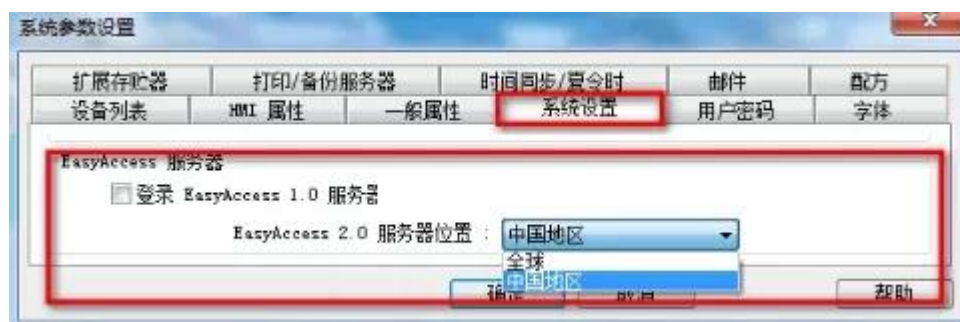 系统参数设置
扩展存贮器 打印/备份服务器 时间同步/夏令时 邮件 配方
设备列表 HMI 属性 一般属性 系统设置 用户密码 字体
EasyAccess 服务器
登录 EasyAccess 1.0 服务器
EasyAccess 2.0 服务器位置 : 中国地区
全球
中国地区
帮助